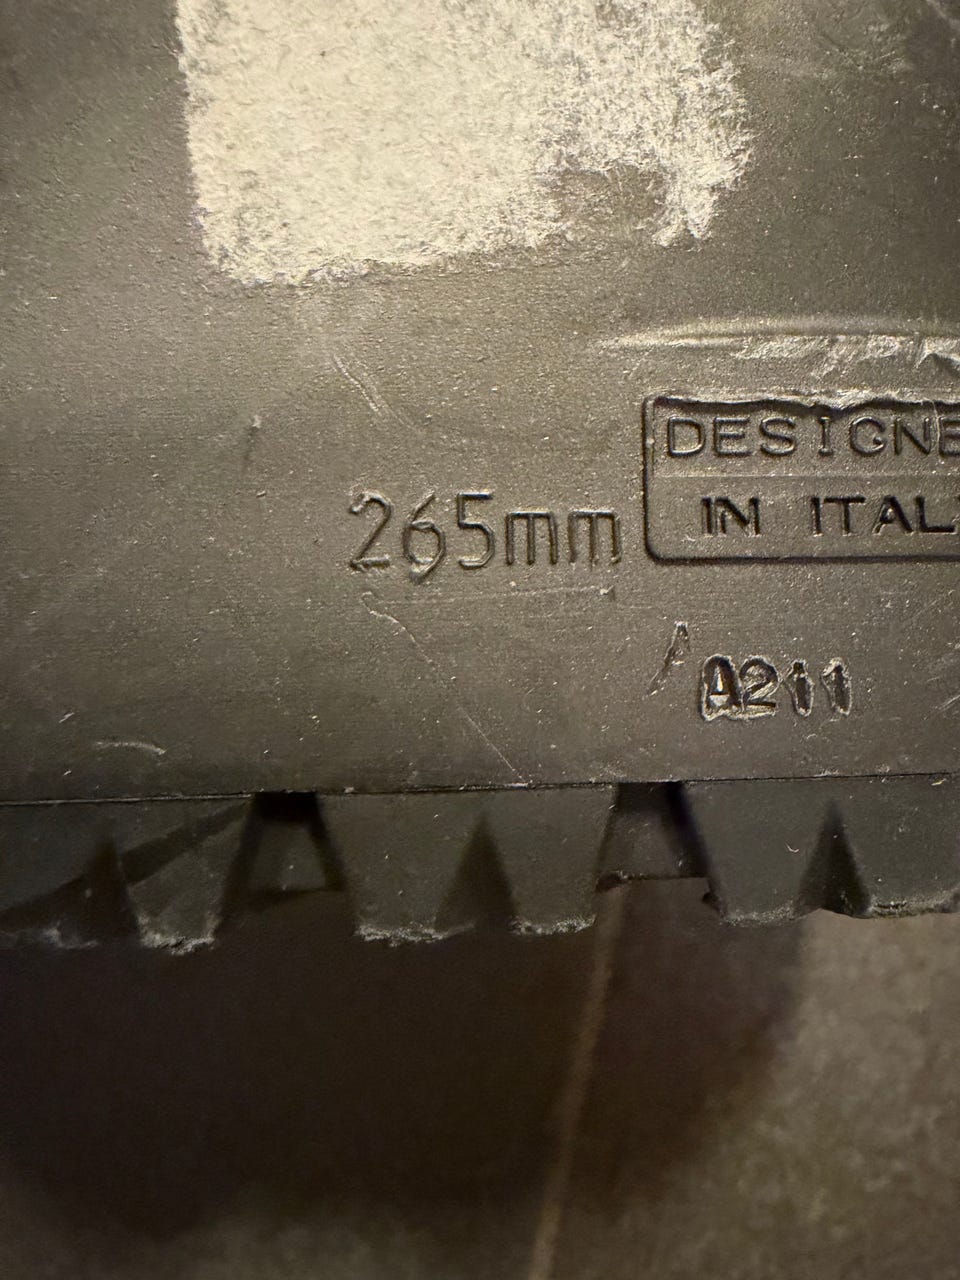 DESIGNE
265mm
IN ITAL
A211